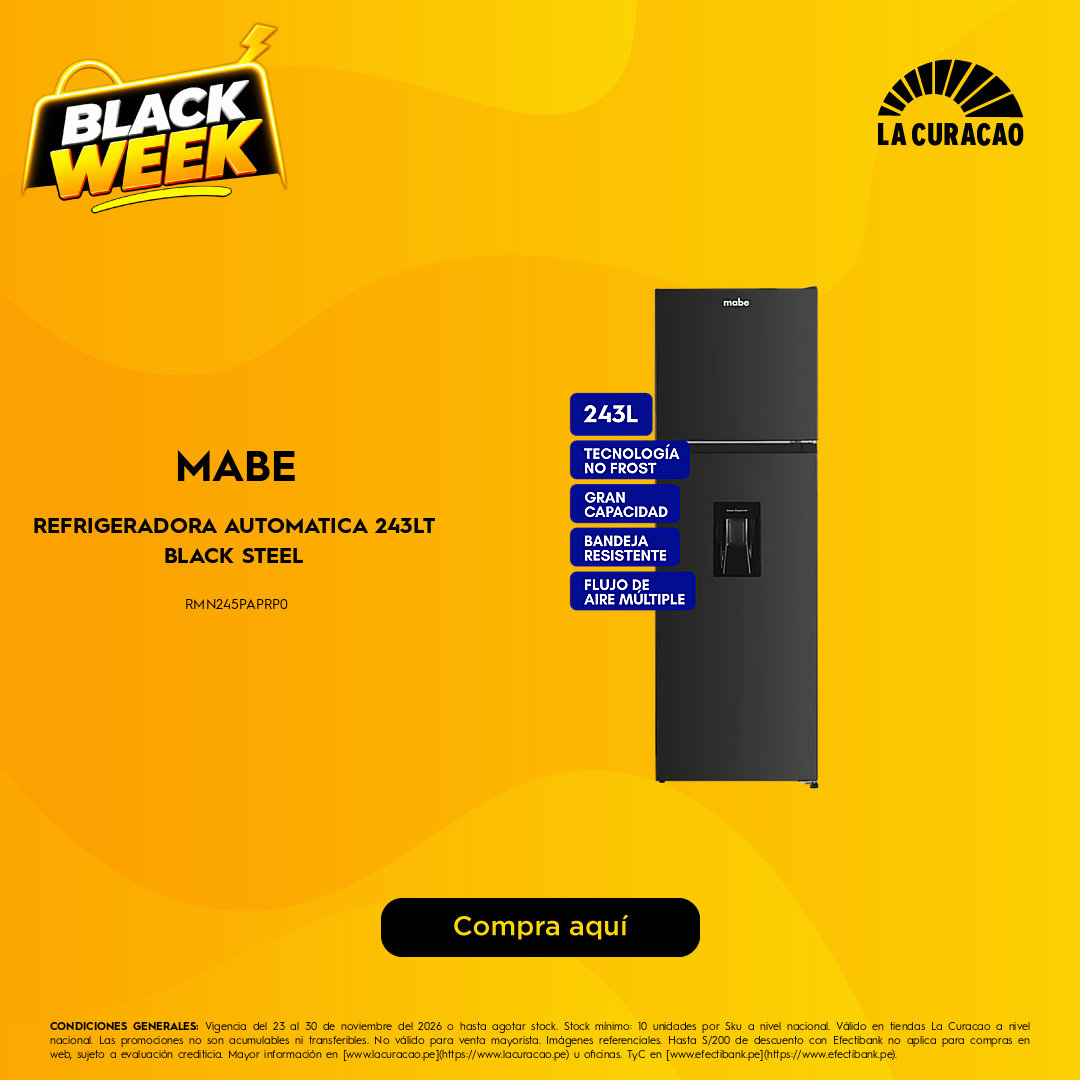 BLACK
WEEK
LA CURACAO
mabe
243L
TECNOLOGÍA
NO FROST
GRAN
CAPACIDAD
BANDEJA
RESISTENTE
FLUJO DE
AIRE MÚLTIPLE
MABE
REFRIGERADORA AUTOMATICA 243LT
BLACK STEEL
RMN245PAPRP0
Compra aquí
CONDICIONES GENERALES: Vigencia del 23 al 30 de noviembre del 2026 o hasta agotar stock. Stock mínimo: 10 unidades por Sku a nivel nacional. Válido en tiendas La Curacao a nivel
nacional. Las promociones no son acumulables ni transferibles. No válido para venta mayorista. Imágenes referenciales. Hasta S/200 de descuento con Efectibank no aplica para compras en
web, sujeto a evaluación crediticia. Mayor información en [www.lacuracao.pe](https://www.lacuracao.pe) u oficinas. TyC en [www.efectibank.pe](https://www.efectibank.pe).